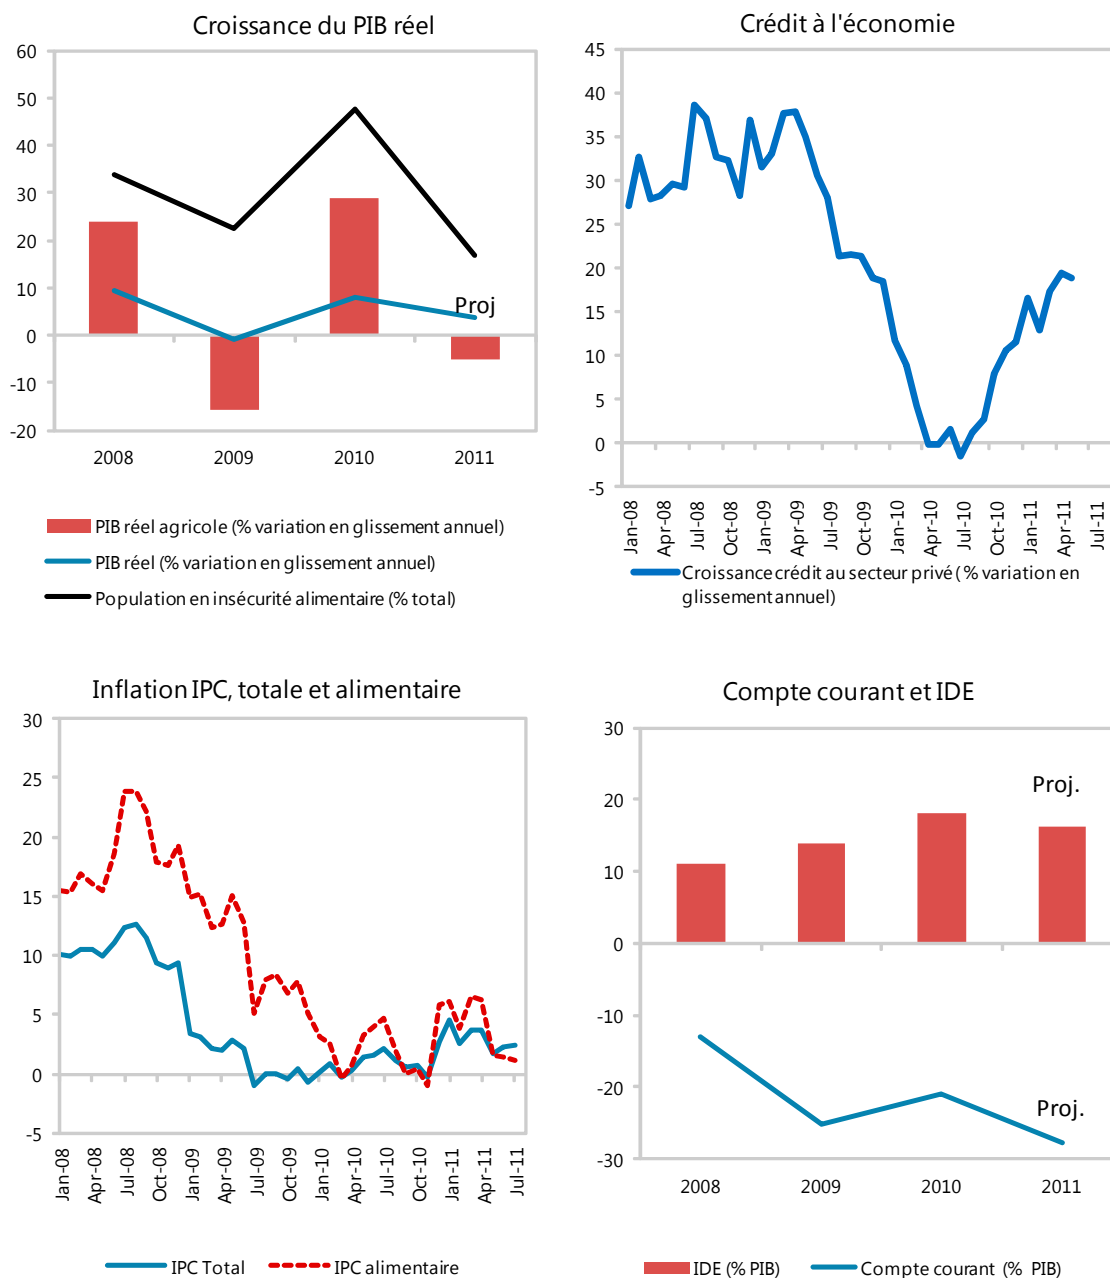 Croissance du PIB réel
60
50
40
30
20
10
0
-10
-20
Proj
2008 2009 2010 2011
PIB réel agricole (% variation en glissement annuel)
PIB réel (% variation en glissement annuel)
Population en insécurité alimentaire (% total)
Crédit à l'économie
45
40
35
30
25
20
15
10
5
0
-5
Jan-08 Apr-08 Jul-08 Oct-08 Jan-09 Apr-09 Jul-09 Oct-09 Jan-10 Apr-10 Jul-10 Oct-10 Jan-11 Apr-11 Jul-11
Croissance crédit au secteur privé (% variation en
glissement annuel)
Inflation IPC, totale et alimentaire
30
25
20
15
10
5
0
-5
Jan-08 Apr-08 Jul-08 Oct-08 Jan-09 Apr-09 Jul-09 Oct-09 Jan-10 Apr-10 Jul-10 Oct-10 Jan-11 Apr-11 Jul-11
IPC Total IPC alimentaire
Compte courant et IDE
30
20
10
0
-10
-20
-30
Proj.
Proj.
2008 2009 2010 2011
IDE (% PIB) Compte courant (% PIB)